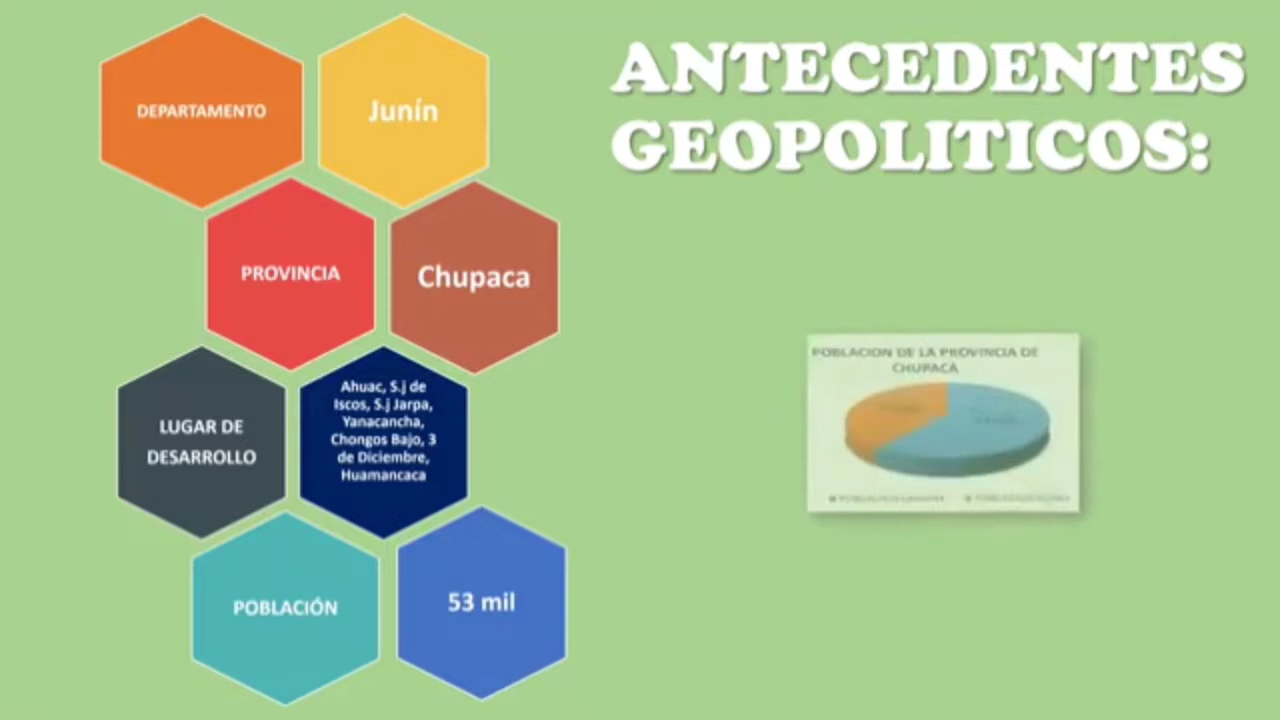 ANTECEDENTES
GEOPOLITICOS:
DEPARTAMENTO
Junín
PROVINCIA
Chupaca
LUGAR DE
DESARROLLO
Ahuac, S.j de
Iscos, S.j Jarpa,
Yanacancha,
Chongos Bajo, 3
de Diciembre,
Huamancaca
POBLACIÓN
53 mil
POBLACION DE LA PROVINCIA DE
CHUPACA